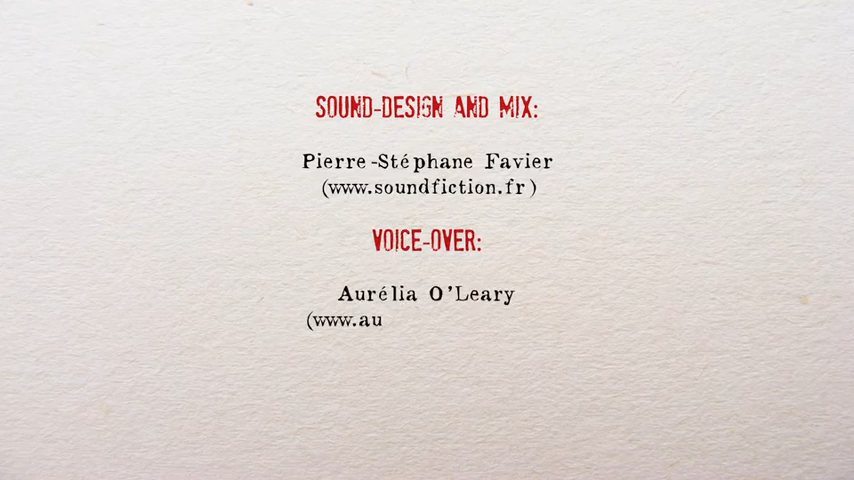 SOUND-DESIGN AND MIX:
Pierre-Stéphane Favier
(www.soundfiction.fr)
VOICE-OVER:
Aurélia O'Leary
(www.au